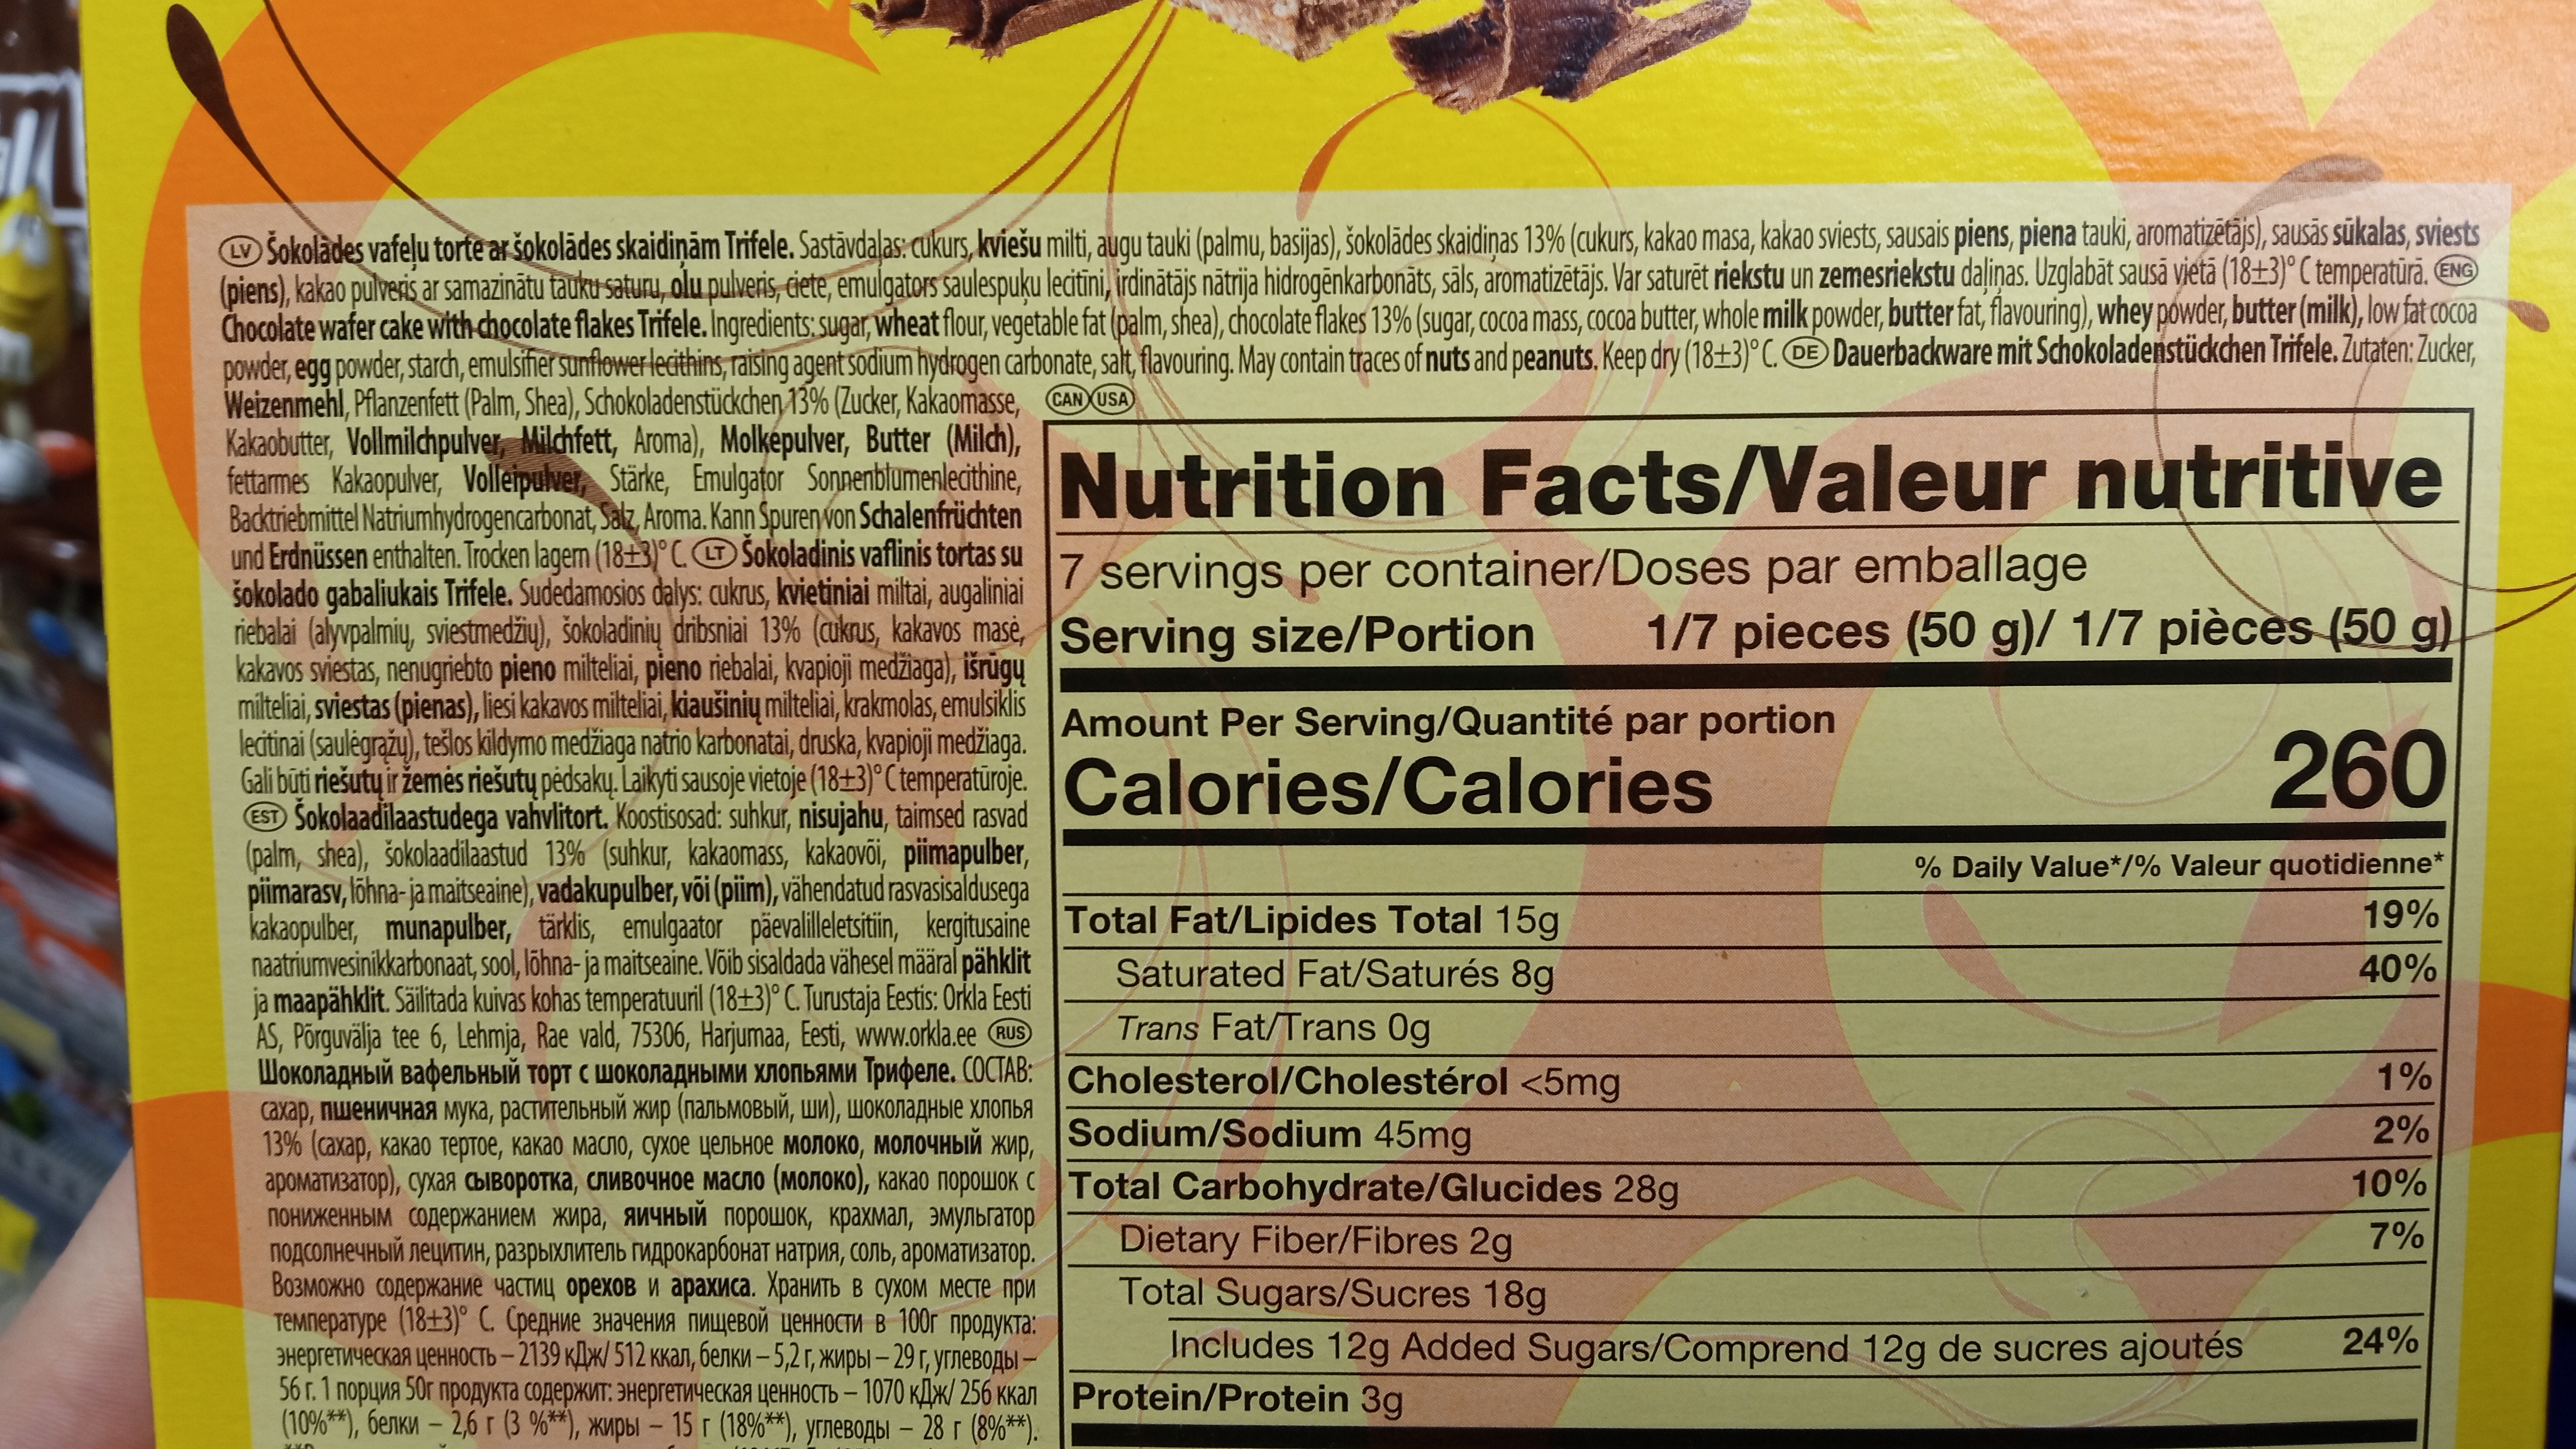 LV Šokolādes vafeļu torte ar šokolādes skaidiņām Trifele. Sastāvdaļas: cukurs, kviešu milti, augu tauki (palmu, basijas), šokolādes skaidiņas 13% (cukurs, kakao masa, kakao sviests, sausais piens, piena tauki, aromatizētājs), sausās sūkalas, sviests
(piens), kakao pulveris ar samazinātu tauku saturu, olu pulveris, ciete, emulgators saulespuķu lecitīni, irdinātājs nātrija hidrogēnkarbonāts, sāls, aromatizētājs. Var saturēt riekstu un zemesriekstu daļiņas. Uzglabāt sausā vietā (18±3)° C temperatūrā. ENG
Chocolate wafer cake with chocolate flakes Trifele. Ingredients: sugar, wheat flour, vegetable fat (palm, shea), chocolate flakes 13% (sugar, cocoa mass, cocoa butter, whole milk powder, butter fat, flavouring), whey powder, butter (milk), low fat cocoa
powder, egg powder, starch, emulsifier sunflower lecithins, raising agent sodium hydrogen carbonate, salt, flavouring. May contain traces of nuts and peanuts. Keep dry (18±3)° C. DE Dauerbackware mit Schokoladenstückchen Trifele. Zutaten: Zucker,
Weizenmehl, Pflanzenfett (Palm, Shea), Schokoladenstückchen 13% (Zucker, Kakaomasse,
Kakaobutter, Vollmilchpulver, Milchfett, Aroma), Molkepulver, Butter (Milch),
fettarmes Kakaopulver, Volleipulver, Stärke, Emulgator Sonnenblumenlecithine,
Backtriebmittel Natriumhydrogencarbonat, Salz, Aroma. Kann Spuren von Schalenfrüchten
und Erdnüssen enthalten. Trocken lagern (18±3)° C. LT Šokoladinis vaflinis tortas su
šokolado gabaliukais Trifele. Sudedamosios dalys: cukrus, kvietiniai miltai, augaliniai
riebalai (alyvpalmių, sviestmedžių), šokoladinių dribsniai 13% (cukrus, kakavos masė,
kakavos sviestas, nenugriebto pieno milteliai, pieno riebalai, kvapioji medžiaga), išrūgų
milteliai, sviestas (pienas), liesi kakavos milteliai, kiaušinių milteliai, krakmolas, emulsiklis
lecitinai (saulėgrąžų), tešlos kildymo medžiaga natrio karbonatai, druska, kvapioji medžiaga.
Gali būti riešutų ir žemės riešutų pėdsakų. Laikyti sausoje vietoje (18±3)° C temperatūroje.
EST Šokolaadilaastudega vahvlitort. Koostisosad: suhkur, nisujahu, taimsed rasvad
(palm, shea), šokolaadilaastud 13% (suhkur, kakaomass, kakaovõi, piimapulber,
piimarasv, lõhna- ja maitseaine), vadakupulber, või (piim), vähendatud rasvasisaldusega
kakaopulber, munapulber, tärklis, emulgaator päevalilleletsitiin, kergitusaine
naatriumvesinikkarbonaat, sool, lõhna- ja maitseaine. Võib sisaldada vähesel määral pähklit
ja maapähklit. Säilitada kuivas kohas temperatuuril (18±3)° C. Turustaja Eestis: Orkla Eesti
AS, Põrguvälja tee 6, Lehmja, Rae vald, 75306, Harjumaa, Eesti, www.orkla.ee RUS
Шоколадный вафельный торт с шоколадными хлопьями Трифеле. СОСТАВ:
сахар, пшеничная мука, растительный жир (пальмовый, ши), шоколадные хлопья
13% (сахар, какао тертое, какао масло, сухое цельное молоко, молочный жир,
ароматизатор), сухая сыворотка, сливочное масло (молоко), какао порошок с
пониженным содержанием жира, яичный порошок, крахмал, эмульгатор
подсолнечный лецитин, разрыхлитель гидрокарбонат натрия, соль, ароматизатор.
Возможно содержание частиц орехов и арахиса. Хранить в сухом месте при
температуре (18±3)° С. Средние значения пищевой ценности в 100г продукта:
энергетическая ценность – 2139 кДж/ 512 ккал, белки – 5,2 г, жиры – 29 г, углеводы –
56 г. 1 порция 50г продукта содержит: энергетическая ценность – 1070 кДж/ 256 ккал
(10%**), белки – 2,6 г (3 %**), жиры – 15 г (18%**), углеводы – 28 г (8%**).
CAN USA
Nutrition Facts/Valeur nutritive
7 servings per container/Doses par emballage
Serving size/Portion 1/7 pieces (50 g)/ 1/7 pièces (50 g)
Amount Per Serving/Quantité par portion
Calories/Calories 260
% Daily Value*/% Valeur quotidienne*
Total Fat/Lipides Total 15g 19%
Saturated Fat/Saturés 8g 40%
Trans Fat/Trans 0g
Cholesterol/Cholestérol <5mg 1%
Sodium/Sodium 45mg 2%
Total Carbohydrate/Glucides 28g 10%
Dietary Fiber/Fibres 2g 7%
Total Sugars/Sucres 18g
Includes 12g Added Sugars/Comprend 12g de sucres ajoutés 24%
Protein/Protein 3g